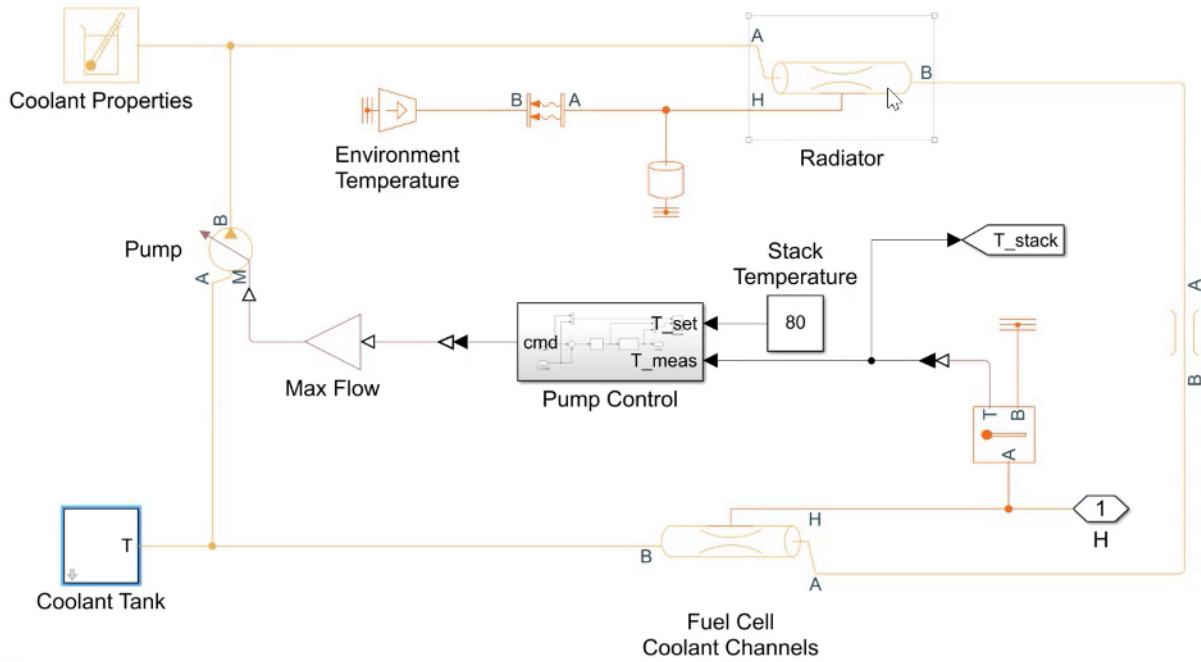 A
B
H
Coolant Properties
B
A
Environment
Temperature
Radiator
B
Pump
A
M
T_stack
Stack
Temperature
80
cmd
T_set
T_meas
Max Flow
Pump Control
A
B
T
B
A
1
H
T
Coolant Tank
H
B
A
Fuel Cell
Coolant Channels